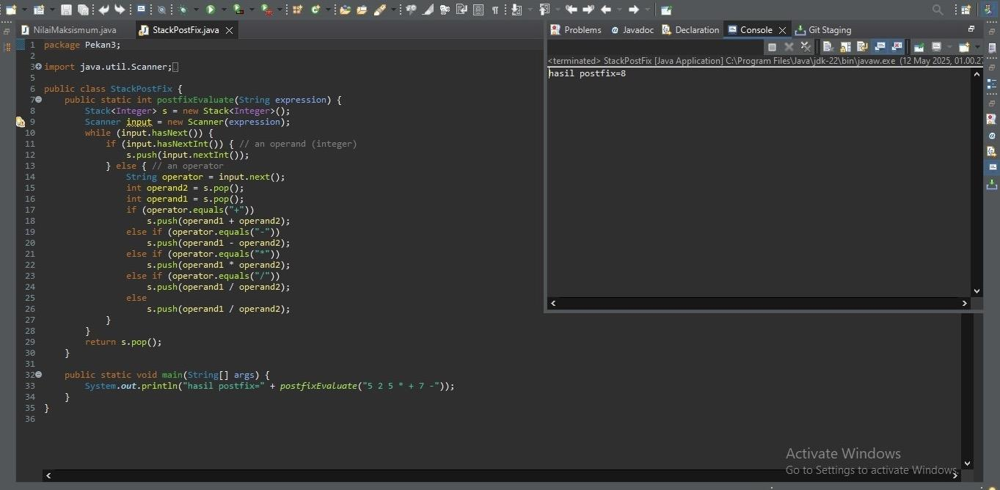 NilaiMaksismum.java
StackPostFix.java
1 package Pekan3;
2
3 import java.util.Scanner;
5
6 public class StackPostFix {
7 public static int postfixEvaluate(String expression) {
8 Stack<Integer> s = new Stack<Integer>();
9 Scanner input = new Scanner(expression);
10 while (input.hasNext()) {
11 if (input.hasNextInt()) { // an operand (integer)
12 s.push(input.nextInt());
13 } else { // an operator
14 String operator = input.next();
15 int operand2 = s.pop();
16 int operand1 = s.pop();
17 if (operator.equals("+"))
18 s.push(operand1 + operand2);
19 else if (operator.equals("-"))
20 s.push(operand1 - operand2);
21 else if (operator.equals("*"))
22 s.push(operand1 * operand2);
23 else if (operator.equals("/"))
24 s.push(operand1 / operand2);
25 else
26 s.push(operand1 / operand2);
27 }
28 }
29 return s.pop();
30 }
31
32 public static void main(String[] args) {
33 System.out.println("hasil postfix=" + postfixEvaluate("5 2 5 * + 7 -"));
34 }
35 }
36
Problems @ Javadoc Declaration Console Git Staging
<terminated> StackPostFix [Java Application] C:\Program Files\Java\jdk-22\bin\javaw.exe (12 May 2025, 01.00.27
hasil postfix=8
Activate Windows
Go to Settings to activate Windows.